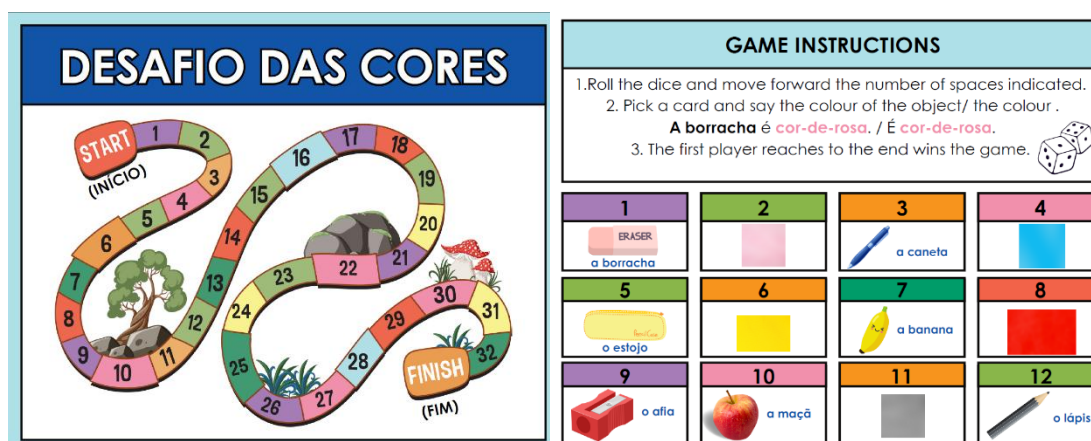 DESAFIO DAS CORES
START
(INÍCIO)
1
2
3
4
5
6
7
8
9
10
11
12
13
14
15
16
17
18
19
20
21
22
23
24
25
26
27
28
29
30
31
32
FINISH
(FIM)
GAME INSTRUCTIONS
1.Roll the dice and move forward the number of spaces indicated.
2. Pick a card and say the colour of the object/ the colour .
A borracha é cor-de-rosa. / É cor-de-rosa.
3. The first player reaches to the end wins the game.
1
ERASER
a borracha
2
3
a caneta
4
5
o estojo
6
7
a banana
8
9
o afia
10
a maçã
11
12
o lápis